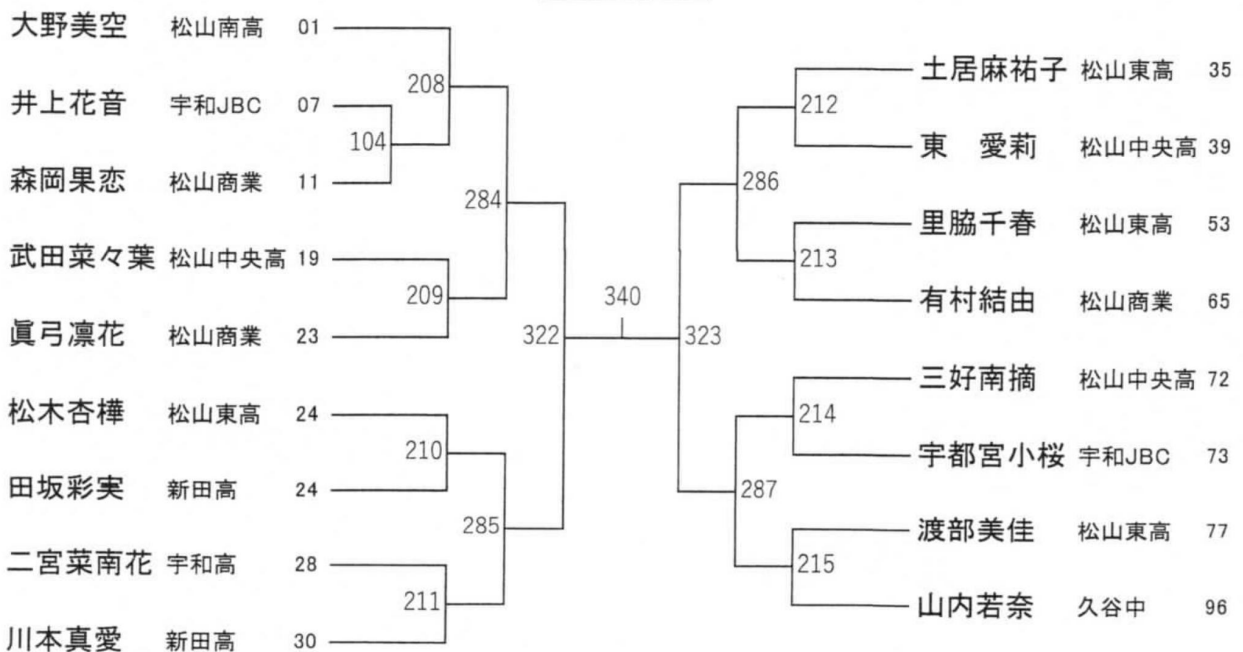 大野美空 松山南高 01
井上花音 宇和JBC 07
森岡果恋 松山商業 11
武田菜々葉 松山中央高 19
眞弓凛花 松山商業 23
松木杏樺 松山東高 24
田坂彩実 新田高 24
二宮菜南花 宇和高 28
川本真愛 新田高 30
208
104
284
209
322
210
285
211
340
土居麻祐子 松山東高 35
東 愛莉 松山中央高 39
里脇千春 松山東高 53
有村結由 松山商業 65
三好南摘 松山中央高 72
宇都宮小桜 宇和JBC 73
渡部美佳 松山東高 77
山内若奈 久谷中 96
212
286
213
323
214
287
215